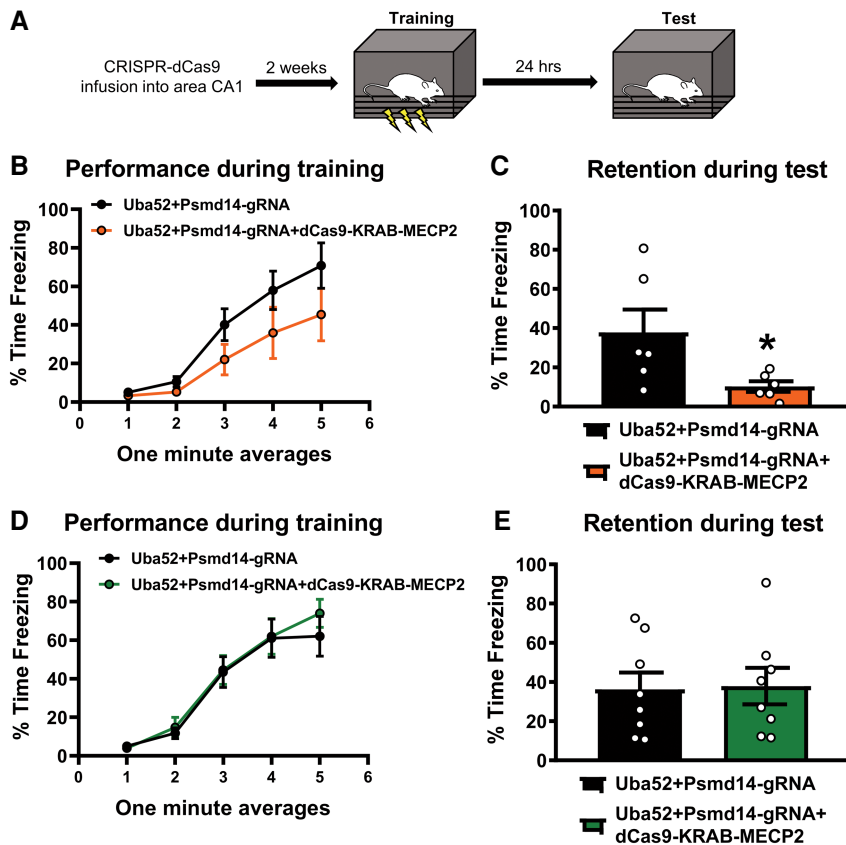 A
Training
Test
CRISPR-dCas9
infusion into area CA1
2 weeks
24 hrs
B
Performance during training
Uba52+Psmd14-gRNA
Uba52+Psmd14-gRNA+dCas9-KRAB-MECP2
% Time Freezing
100
80
60
40
20
0
0 1 2 3 4 5 6
One minute averages
C
Retention during test
% Time Freezing
100
80
60
40
20
0
*
Uba52+Psmd14-gRNA
Uba52+Psmd14-gRNA+
dCas9-KRAB-MECP2
D
Performance during training
Uba52+Psmd14-gRNA
Uba52+Psmd14-gRNA+dCas9-KRAB-MECP2
% Time Freezing
100
80
60
40
20
0
0 1 2 3 4 5 6
One minute averages
E
Retention during test
% Time Freezing
100
80
60
40
20
0
Uba52+Psmd14-gRNA
Uba52+Psmd14-gRNA+
dCas9-KRAB-MECP2